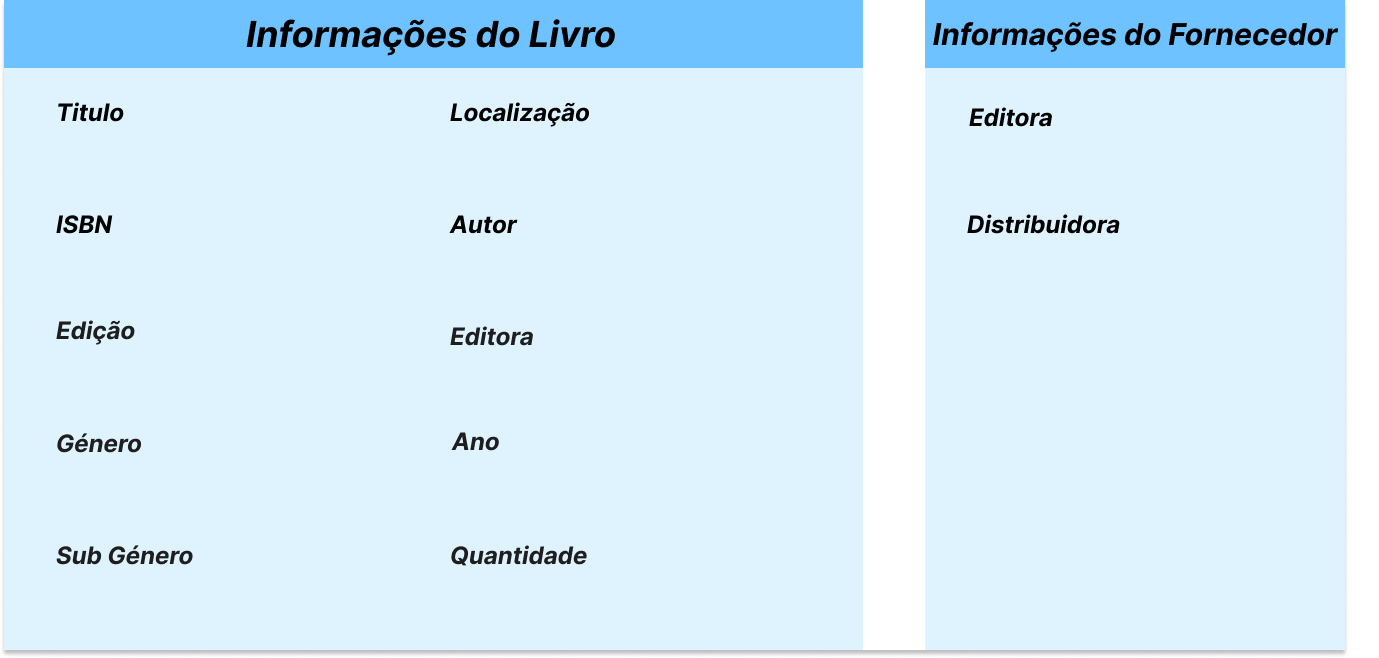 Informações do Livro
Titulo
Localização
ISBN
Autor
Edição
Editora
Género
Ano
Sub Género
Quantidade
Informações do Fornecedor
Editora
Distribuidora